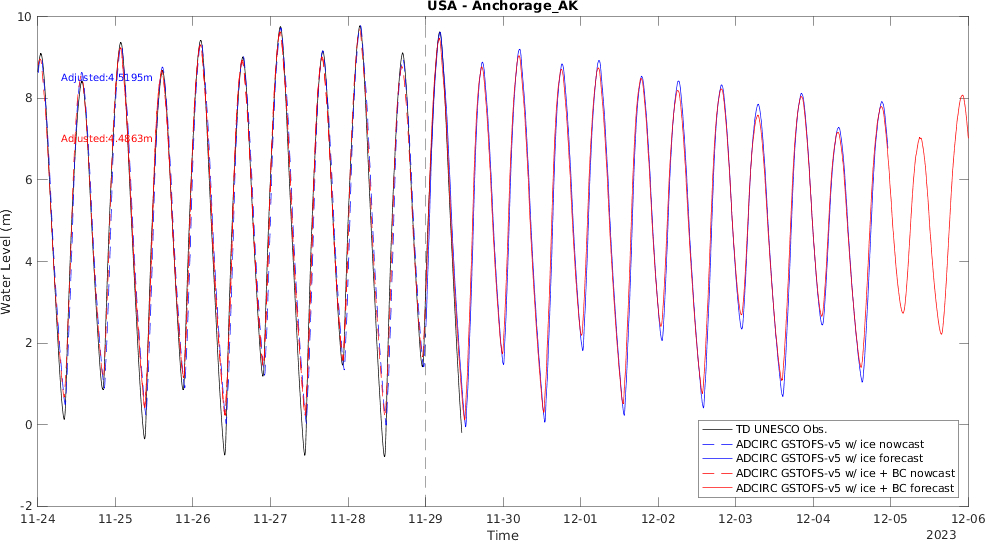 USA - Anchorage_AK
10
8
6
4
2
0
-2
Water Level (m)
Adjusted:4.5195m
Adjusted:4.4863m
TD UNESCO Obs.
ADCIRC GSTOFS-v5 w/ ice nowcast
ADCIRC GSTOFS-v5 w/ ice forecast
ADCIRC GSTOFS-v5 w/ ice + BC nowcast
ADCIRC GSTOFS-v5 w/ ice + BC forecast
11-24 11-25 11-26 11-27 11-28 11-29 11-30 12-01 12-02 12-03 12-04 12-05 12-06
Time
2023